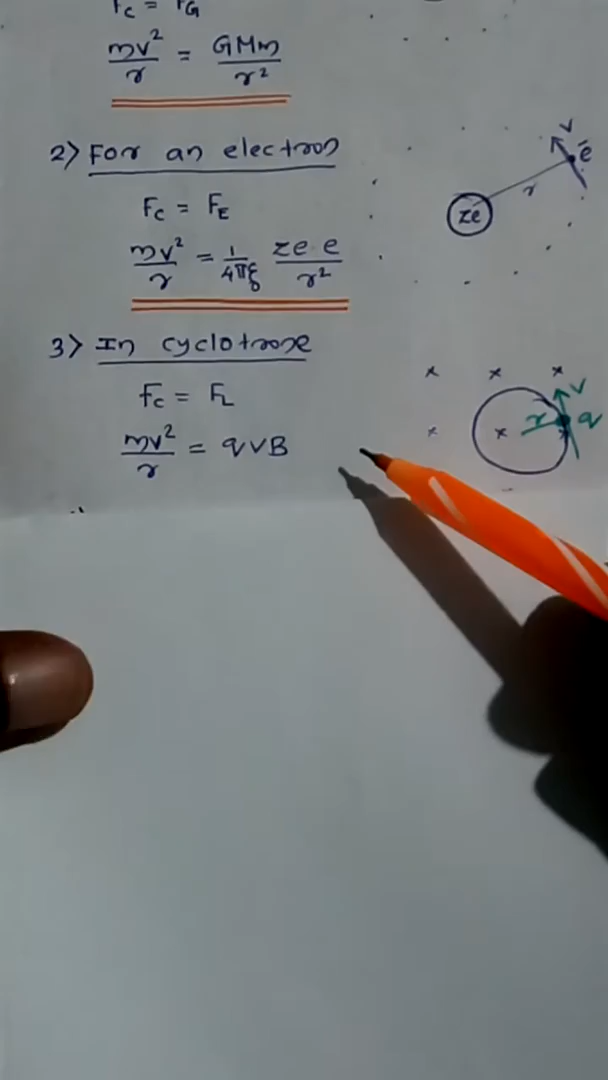 Fc = FG
mv²/r = GMm/r²
2) For an electron
Fc = FE
mv²/r = 1/4πε₀ ze e/r²
v
ē
r
ze
3) In cyclotrone
Fc = FL
mv²/r = qvB
v
r
q